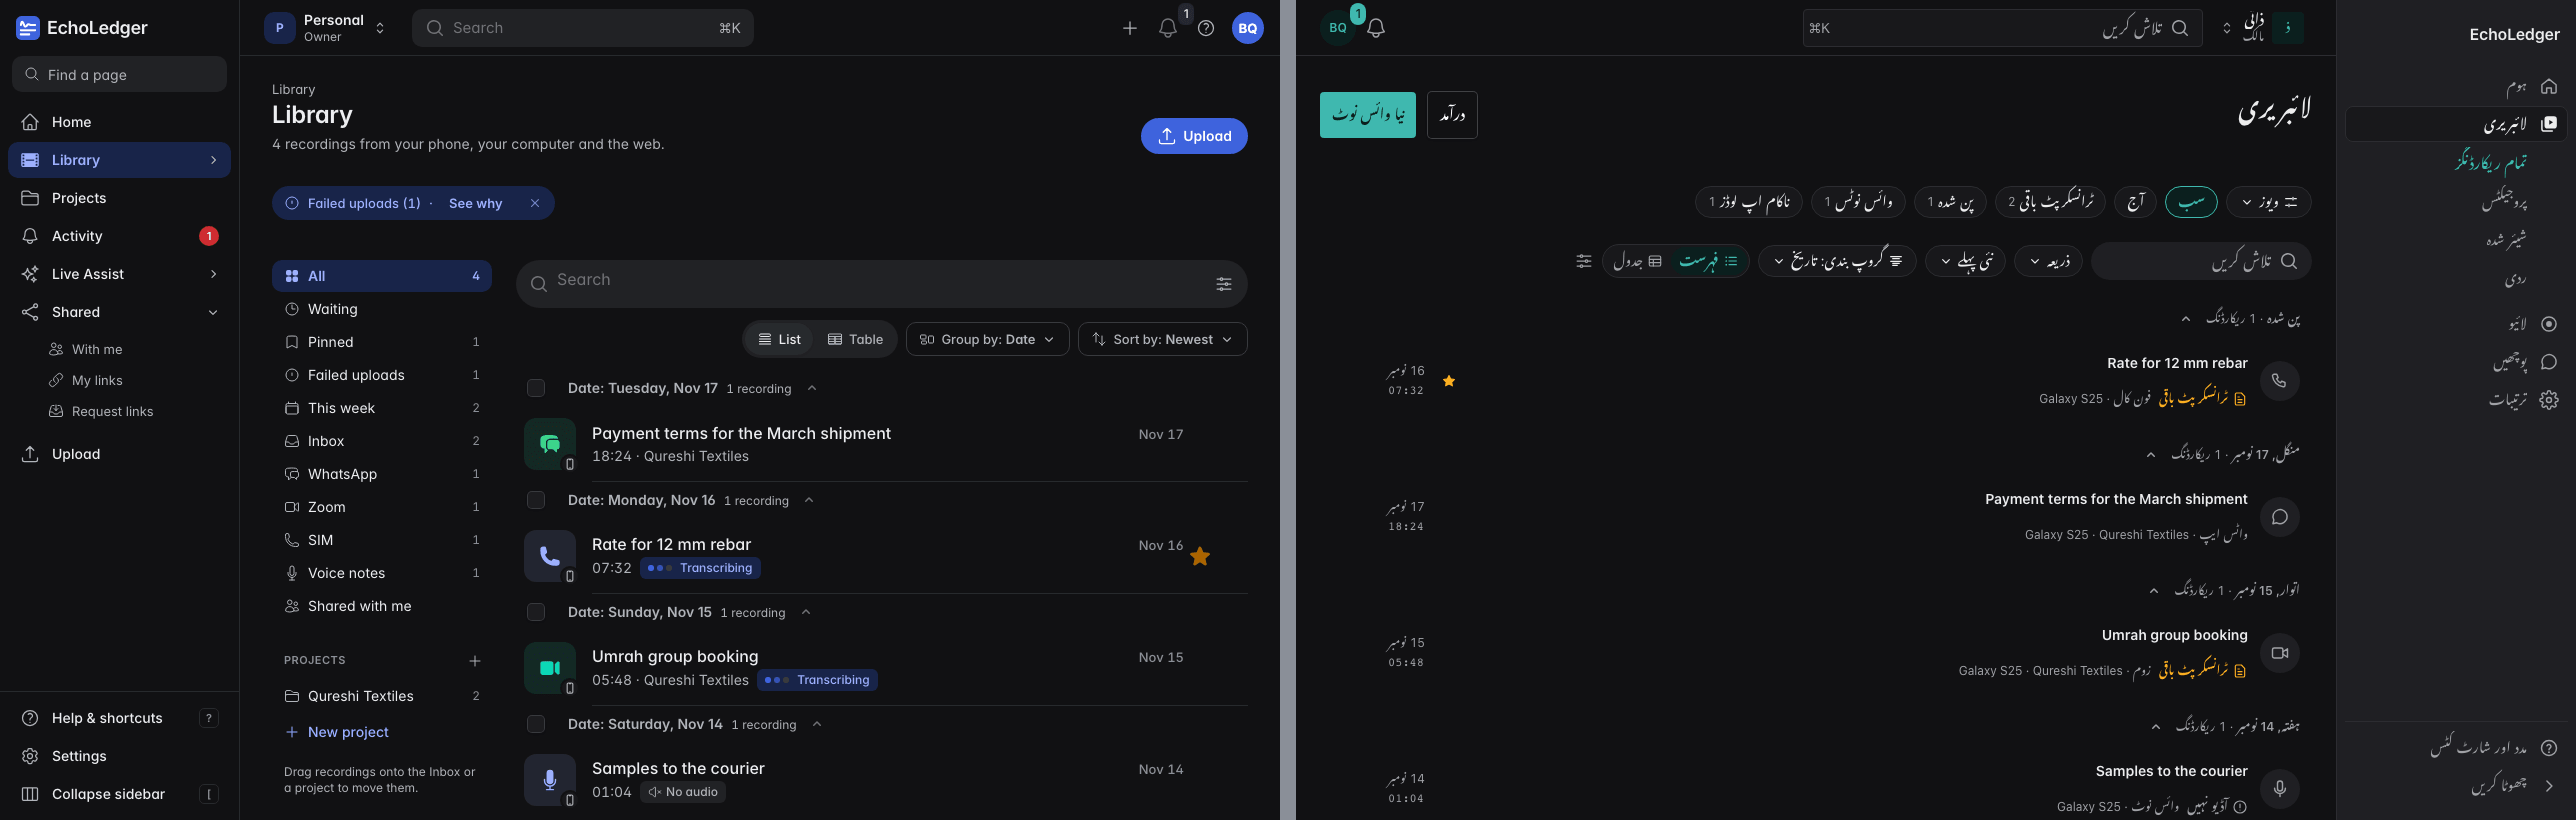 EchoLedger
Find a page
Home
Library
Projects
Activity 1
Live Assist
Shared
With me
My links
Request links
Upload
Help & shortcuts ?
Settings
Collapse sidebar [
P Personal
Owner
Search ⌘K
1
BQ
Library
Library
4 recordings from your phone, your computer and the web.
Upload
Failed uploads (1) · See why
All 4
Waiting
Pinned 1
Failed uploads 1
This week 2
Inbox 2
WhatsApp 1
Zoom 1
SIM 1
Voice notes 1
Shared with me
PROJECTS
Qureshi Textiles 2
New project
Drag recordings onto the Inbox or
a project to move them.
Search
List Table Group by: Date Sort by: Newest
Date: Tuesday, Nov 17 1 recording
Payment terms for the March shipment Nov 17
18:24 · Qureshi Textiles
Date: Monday, Nov 16 1 recording
Rate for 12 mm rebar Nov 16
07:32 Transcribing
Date: Sunday, Nov 15 1 recording
Umrah group booking Nov 15
05:48 · Qureshi Textiles Transcribing
Date: Saturday, Nov 14 1 recording
Samples to the courier Nov 14
01:04 No audio
EchoLedger
ہوم
لائبریری
تمام ریکارڈنگز
پروجیکٹس
شیئر شدہ
ردی
لائیو
پوچھیں
ترتیبات
مدد اور شارٹ کٹس
چھوٹا کریں
ذ ذاتی
مالک
تلاش کریں ⌘K
1
BQ
لائبریری
درآمد
نیا وائس نوٹ
ویوز
سب
آج
ٹرانسکرپٹ باقی 2
پن شدہ 1
وائس نوٹس 1
ناکام اپ لوڈز 1
تلاش کریں
ذریعہ
نئی پہلے
گروپ بندی: تاریخ
فہرست
جدول
پن شدہ · 1 ریکارڈنگ
Rate for 12 mm rebar
ٹرانسکرپٹ باقی فون کال · Galaxy S25
16 نومبر
07:32
منگل, 17 نومبر · 1 ریکارڈنگ
Payment terms for the March shipment
واٹس ایپ · Galaxy S25 · Qureshi Textiles
17 نومبر
18:24
اتوار, 15 نومبر · 1 ریکارڈنگ
Umrah group booking
ٹرانسکرپٹ باقی زوم · Galaxy S25 · Qureshi Textiles
15 نومبر
05:48
ہفتہ, 14 نومبر · 1 ریکارڈنگ
Samples to the courier
آڈیو نہیں وائس نوٹ · Galaxy S25
14 نومبر
01:04